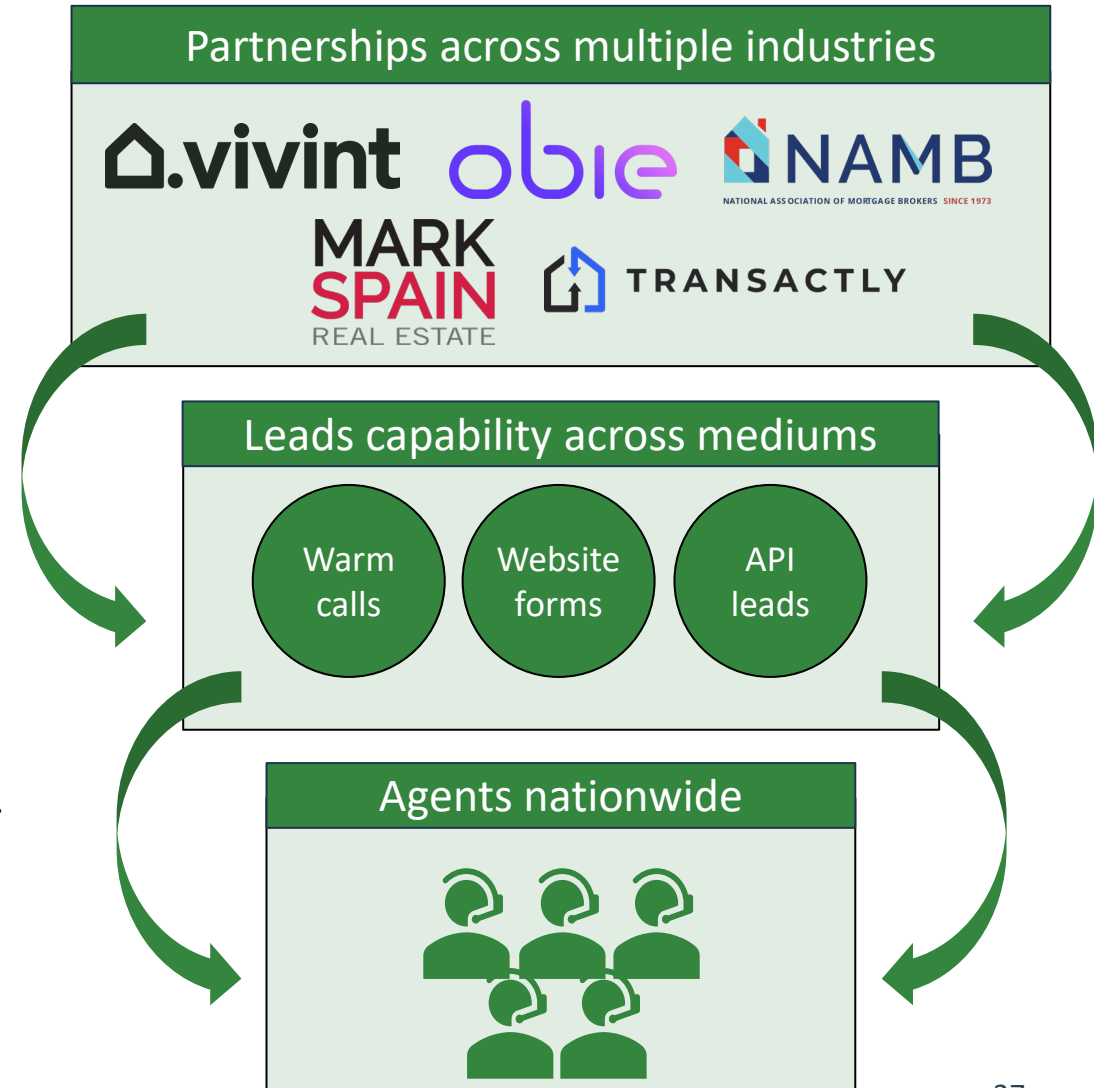 Partnerships across multiple industries
.vivint
obie
NAMB
NATIONAL ASSOCIATION OF MORTGAGE BROKERS SINCE 1973
MARK
SPAIN
REAL ESTATE
TRANSACTLY
Leads capability across mediums
Warm
calls
Website
forms
API
leads
Agents nationwide